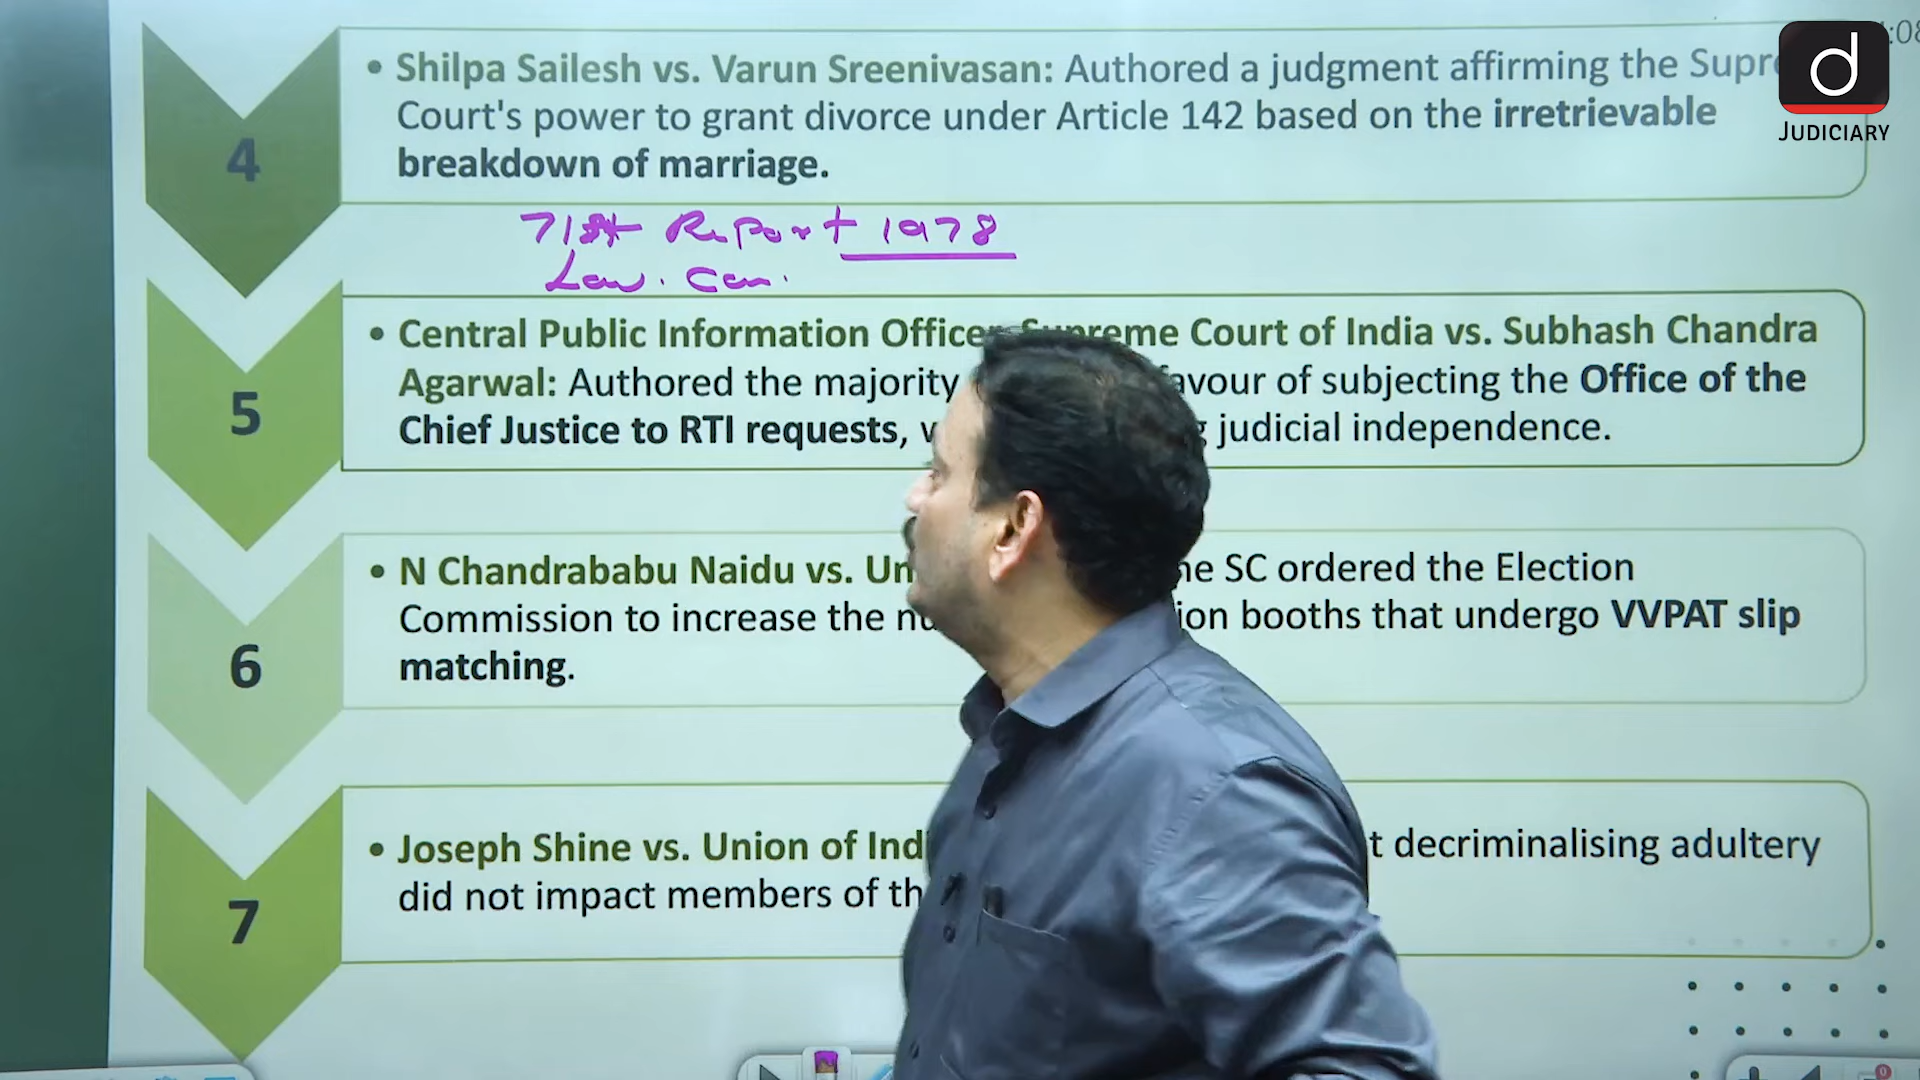 :08
d
JUDICIARY
4
• Shilpa Sailesh vs. Varun Sreenivasan: Authored a judgment affirming the Supre
Court's power to grant divorce under Article 142 based on the irretrievable
breakdown of marriage.
71st Report 1978
Law. Com.
5
• Central Public Information Officer, Supreme Court of India vs. Subhash Chandra
Agarwal: Authored the majority favour of subjecting the Office of the
Chief Justice to RTI requests, judicial independence.
6
• N Chandrababu Naidu vs. Un SC ordered the Election
Commission to increase the booths that undergo VVPAT slip
matching.
7
• Joseph Shine vs. Union of Ind decriminalising adultery
did not impact members of th